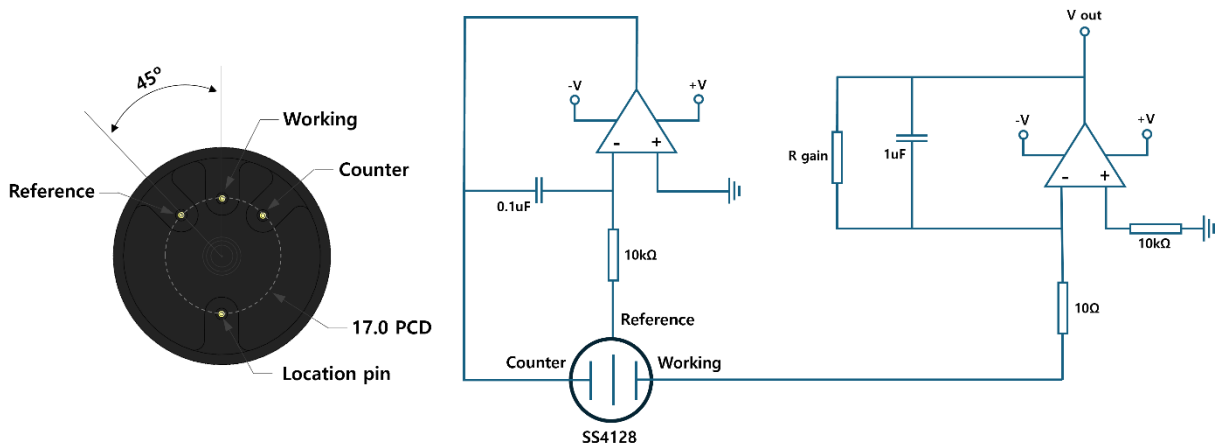 45º
Working
Counter
Reference
17.0 PCD
Location pin
-V
+V
-
+
0.1uF
10kΩ
Reference
Counter
Working
SS4128
V out
R gain
1uF
-V
+V
-
+
10kΩ
10Ω